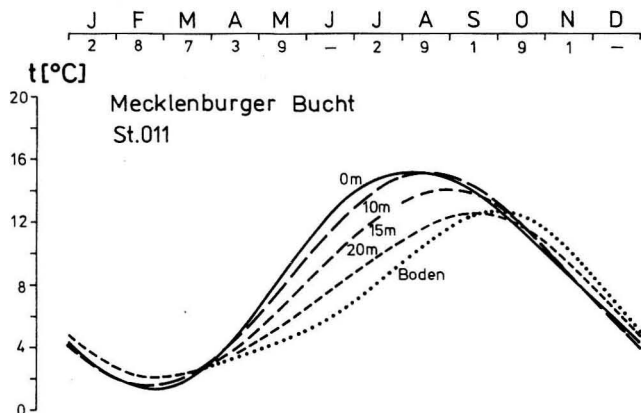 J F M A M J J A S O N D
2 8 7 3 9 – 2 9 1 9 1 –
t[°C]
20
Mecklenburger Bucht
St.011
16
0m
10m
12
15m
20m
8
Boden
4
0